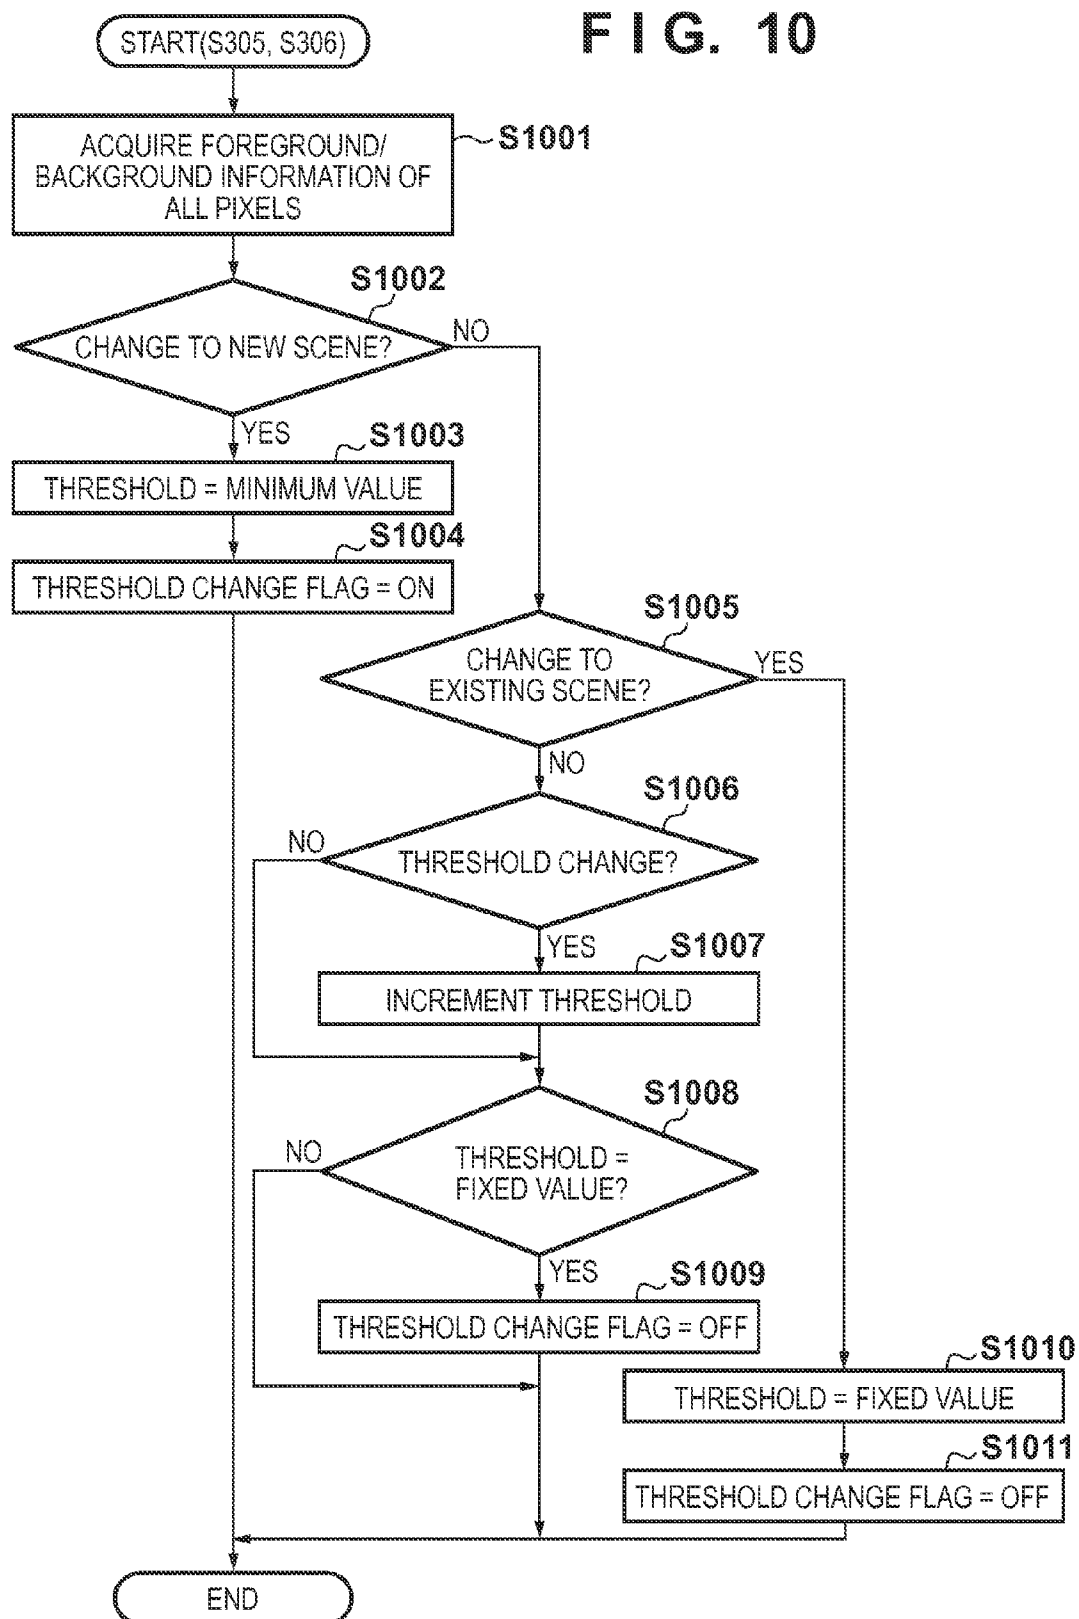 FIG. 10
START(S305, S306)
S1001
ACQUIRE FOREGROUND/
BACKGROUND INFORMATION OF
ALL PIXELS
S1002
CHANGE TO NEW SCENE?
NO
YES
S1003
THRESHOLD = MINIMUM VALUE
S1004
THRESHOLD CHANGE FLAG = ON
S1005
CHANGE TO
EXISTING SCENE?
YES
NO
S1006
THRESHOLD CHANGE?
NO
YES
S1007
INCREMENT THRESHOLD
S1008
THRESHOLD =
FIXED VALUE?
NO
YES
S1009
THRESHOLD CHANGE FLAG = OFF
S1010
THRESHOLD = FIXED VALUE
S1011
THRESHOLD CHANGE FLAG = OFF
END